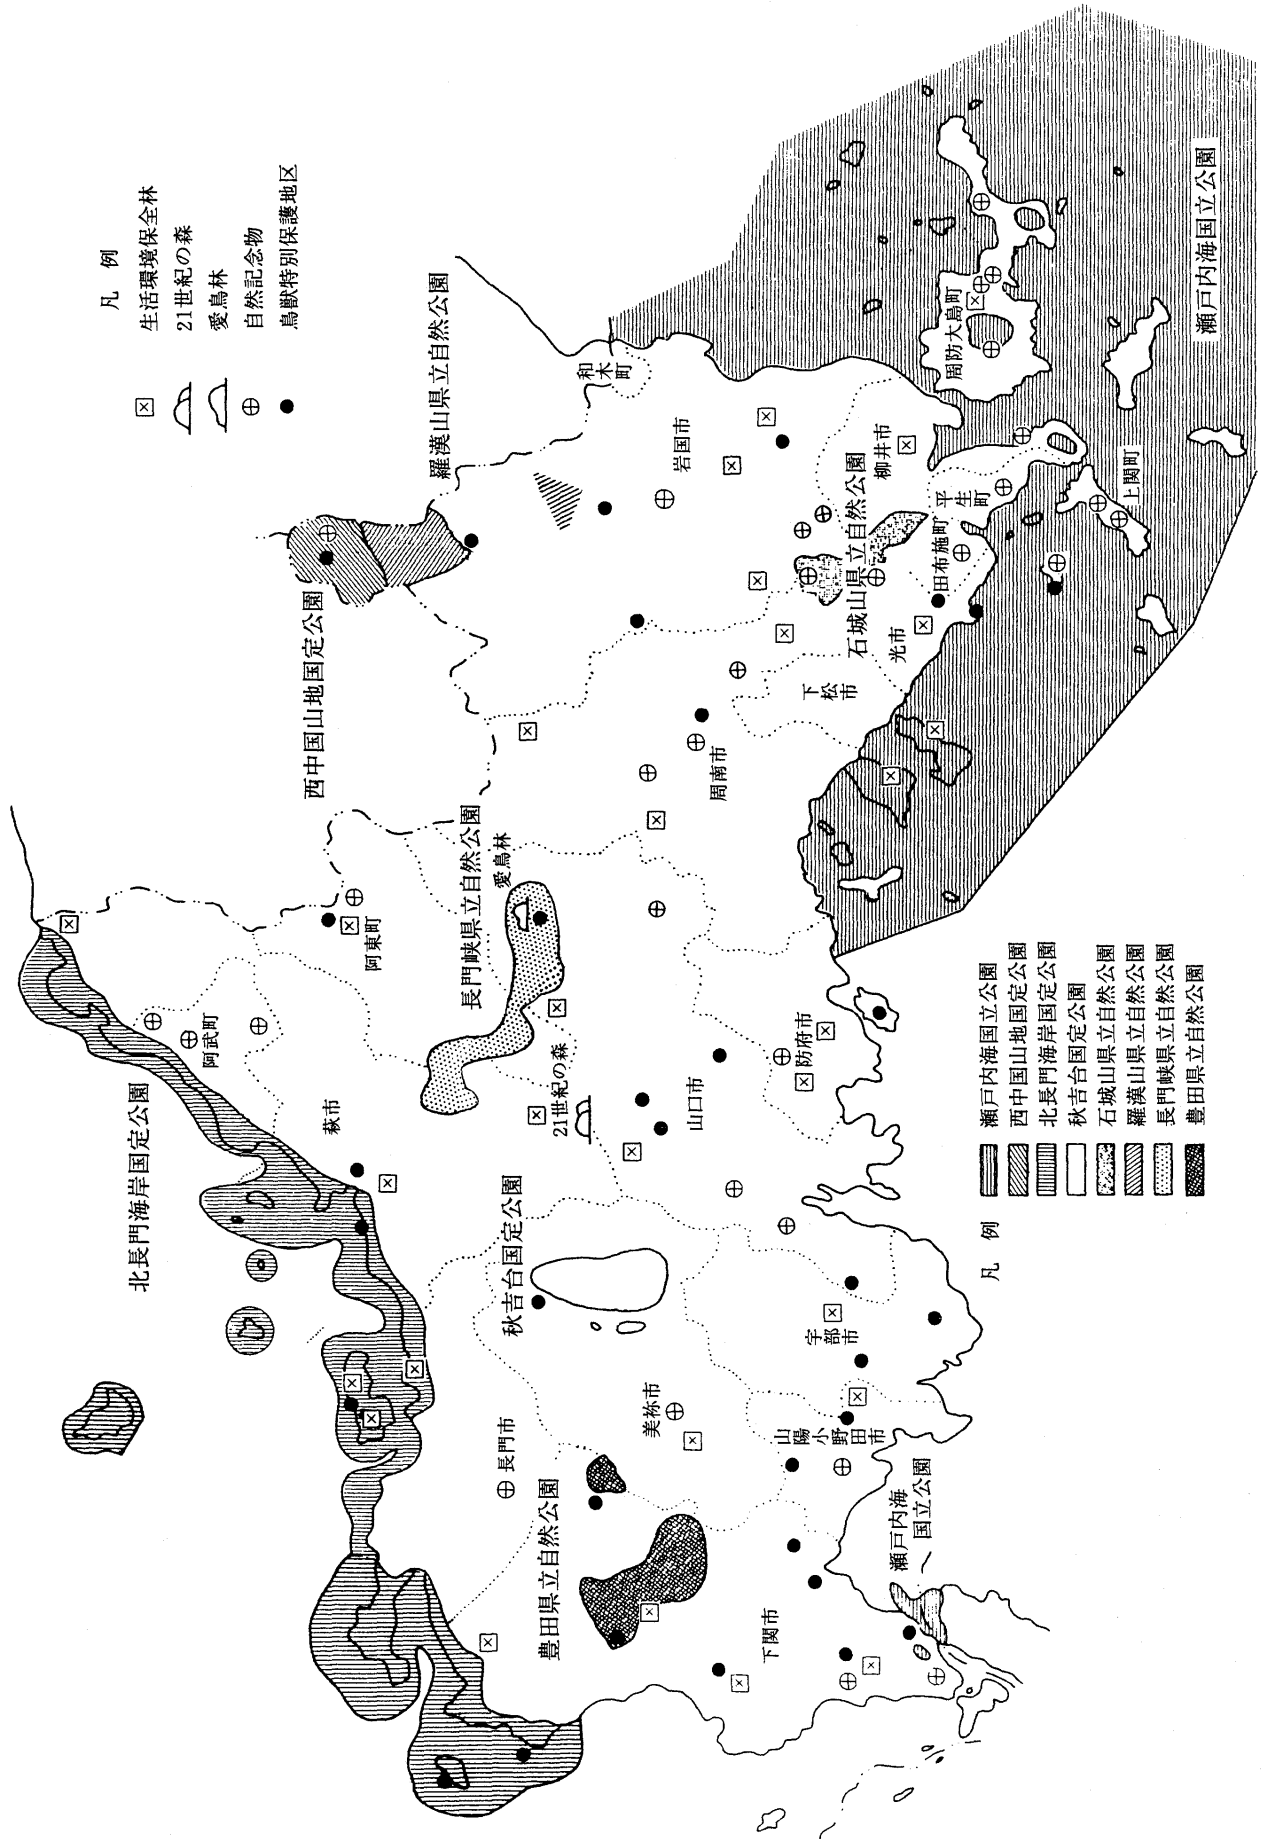 凡 例
生活環境保全林
21世紀の森
愛鳥林
自然記念物
鳥獣特別保護地区
北長門海岸国定公園
西中国山地国定公園
羅漢山県立自然公園
長門峡県立自然公園
愛鳥林
21世紀の森
秋吉台国定公園
豊田県立自然公園
石城山県立自然公園
瀬戸内海国立公園
瀬戸内海
国立公園
阿武町
萩市
阿東町
長門市
美祢市
下関市
山陽小野田市
宇部市
山口市
防府市
周南市
下松市
光市
田布施町
平生町
柳井市
上関町
周防大島町
岩国市
和木町
凡 例
瀬戸内海国立公園
西中国山地国定公園
北長門海岸国定公園
秋吉台国定公園
石城山県立自然公園
羅漢山県立自然公園
長門峡県立自然公園
豊田県立自然公園